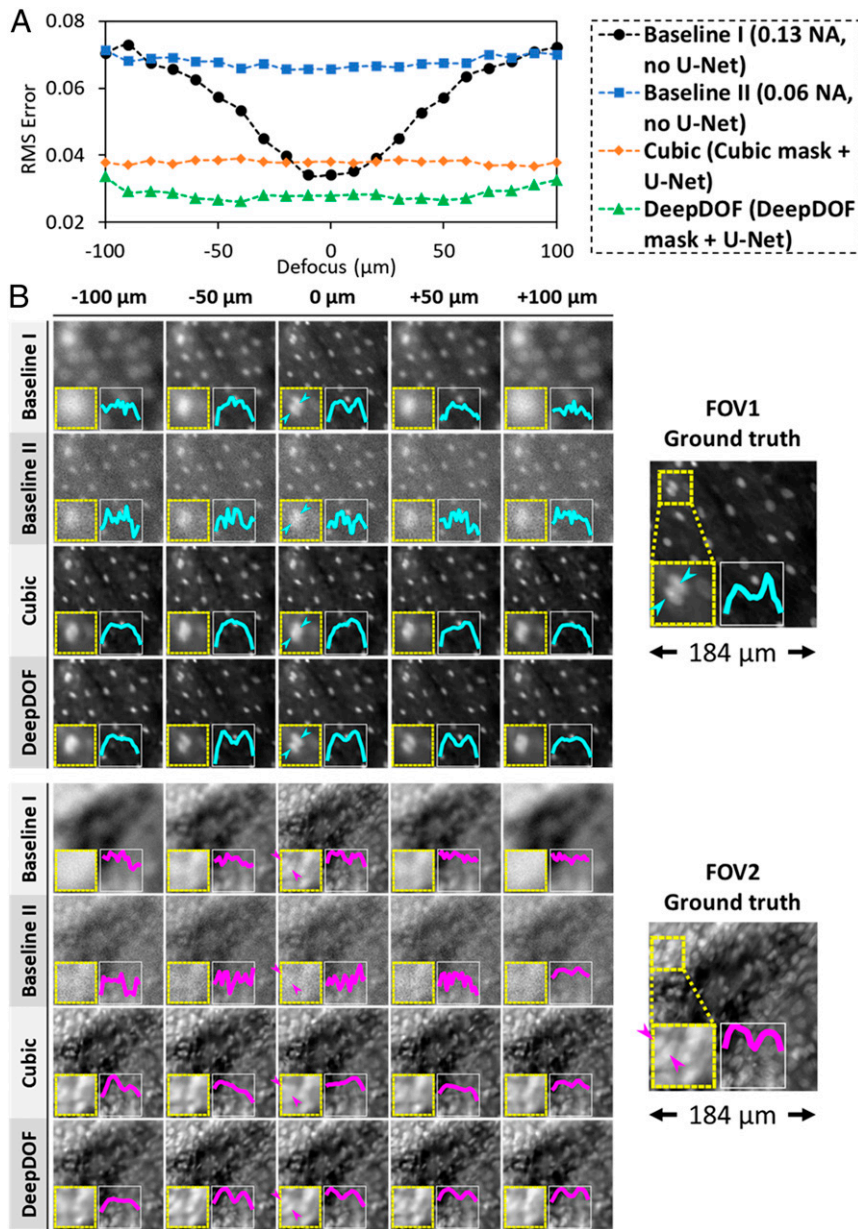 A
RMS Error
0.08
0.06
0.04
0.02
-100
-50
0
50
100
Defocus (µm)
Baseline I (0.13 NA,
no U-Net)
Baseline II (0.06 NA,
no U-Net)
Cubic (Cubic mask +
U-Net)
DeepDOF (DeepDOF
mask + U-Net)
B
-100 µm
-50 µm
0 µm
+50 µm
+100 µm
Baseline I
Baseline II
Cubic
DeepDOF
FOV1
Ground truth
184 µm
Baseline I
Baseline II
Cubic
DeepDOF
FOV2
Ground truth
184 µm